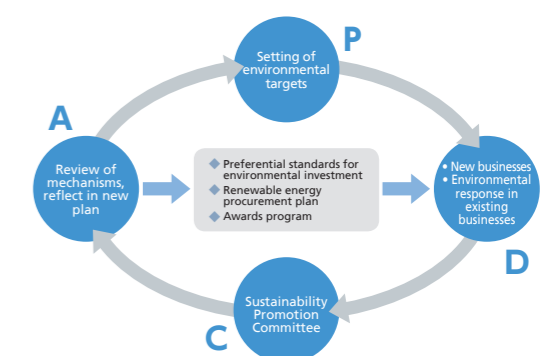 P
Setting of
environmental
targets
A
Review of
mechanisms,
reflect in new
plan
◆ Preferential standards for
environmental investment
◆ Renewable energy
procurement plan
◆ Awards program
• New businesses
• Environmental
response in
existing
businesses
D
Sustainability
Promotion
Committee
C